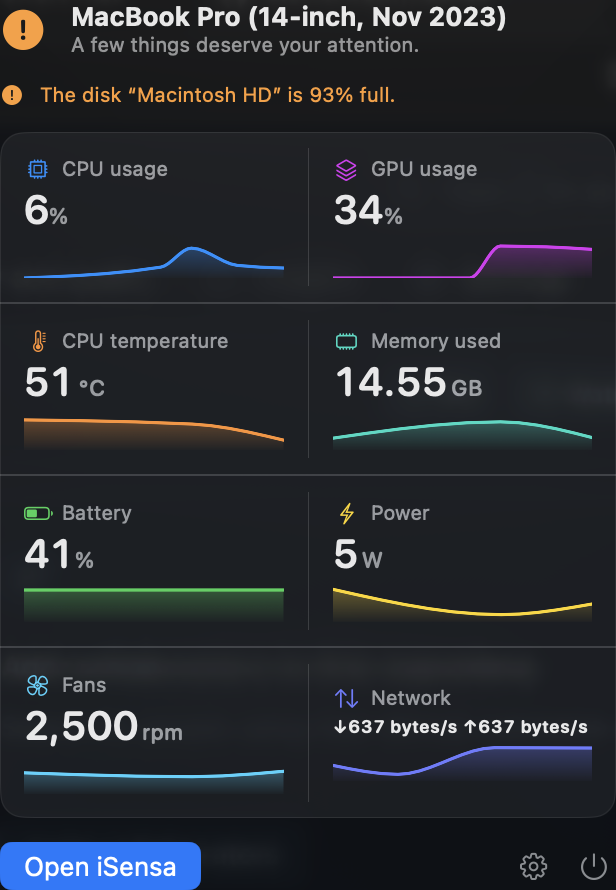 MacBook Pro (14-inch, Nov 2023)
A few things deserve your attention.
The disk “Macintosh HD” is 93% full.
CPU usage
6%
GPU usage
34%
CPU temperature
51 °C
Memory used
14.55 GB
Battery
41%
Power
5 W
Fans
2,500 rpm
Network
↓637 bytes/s ↑637 bytes/s
Open iSensa